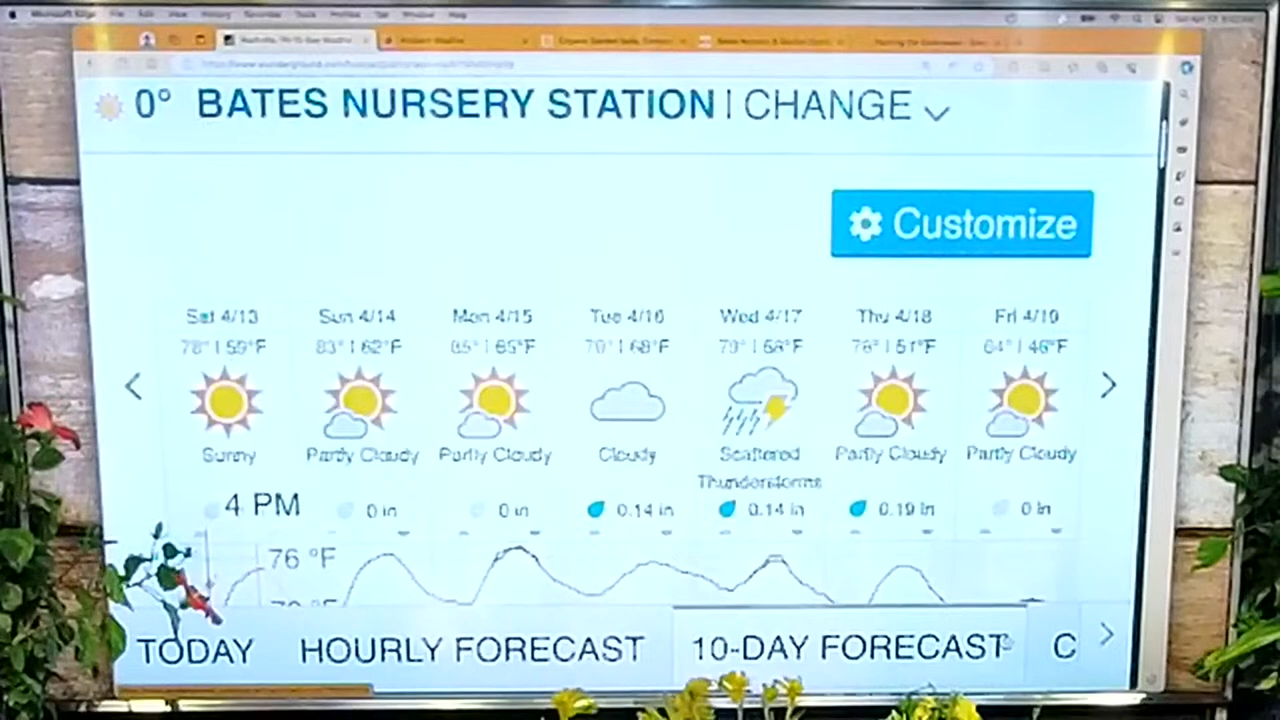 0° BATES NURSERY STATION | CHANGE
Customize
Sat 4/13 Sun 4/14 Mon 4/15 Tue 4/16 Wed 4/17 Thu 4/18 Fri 4/19
78° | 59°F 83° | 62°F 85° | 65°F 70° | 68°F 79° | 58°F 76° | 51°F 64° | 46°F
Sunny Partly Cloudy Partly Cloudy Cloudy Scattered Thunderstorms Partly Cloudy Partly Cloudy
4 PM 0 in 0 in 0.14 in 0.14 in 0.19 in 0 in
76 °F
TODAY HOURLY FORECAST 10-DAY FORECAST C